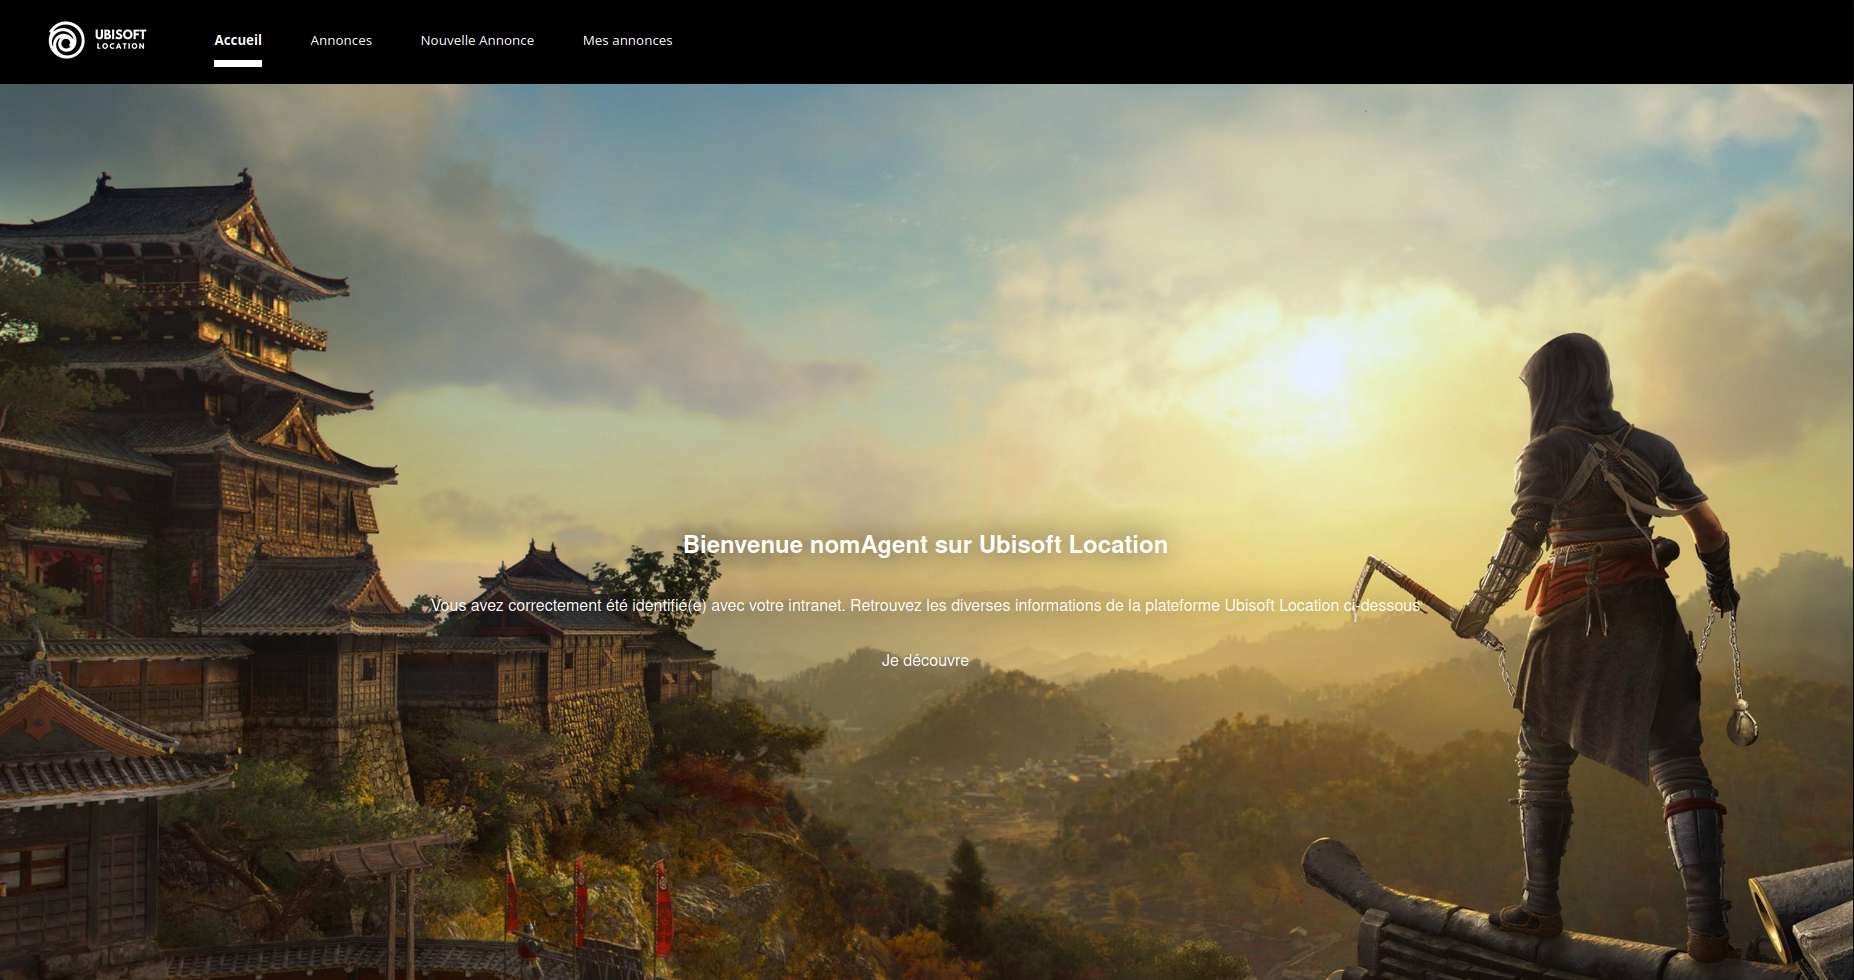 UBISOFT
LOCATION
Accueil
Annonces
Nouvelle Annonce
Mes annonces
Bienvenue nomAgent sur Ubisoft Location
Vous avez correctement été identifié(e) avec votre intranet. Retrouvez les diverses informations de la plateforme Ubisoft Location ci-dessous
Je découvre